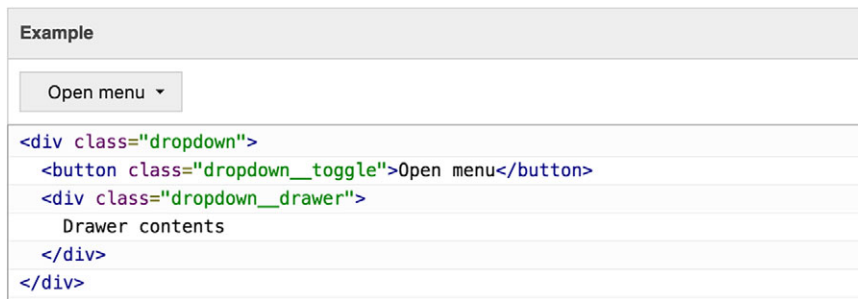 Example
Open menu
<div class="dropdown">
  <button class="dropdown__toggle">Open menu</button>
  <div class="dropdown__drawer">
    Drawer contents
  </div>
</div>